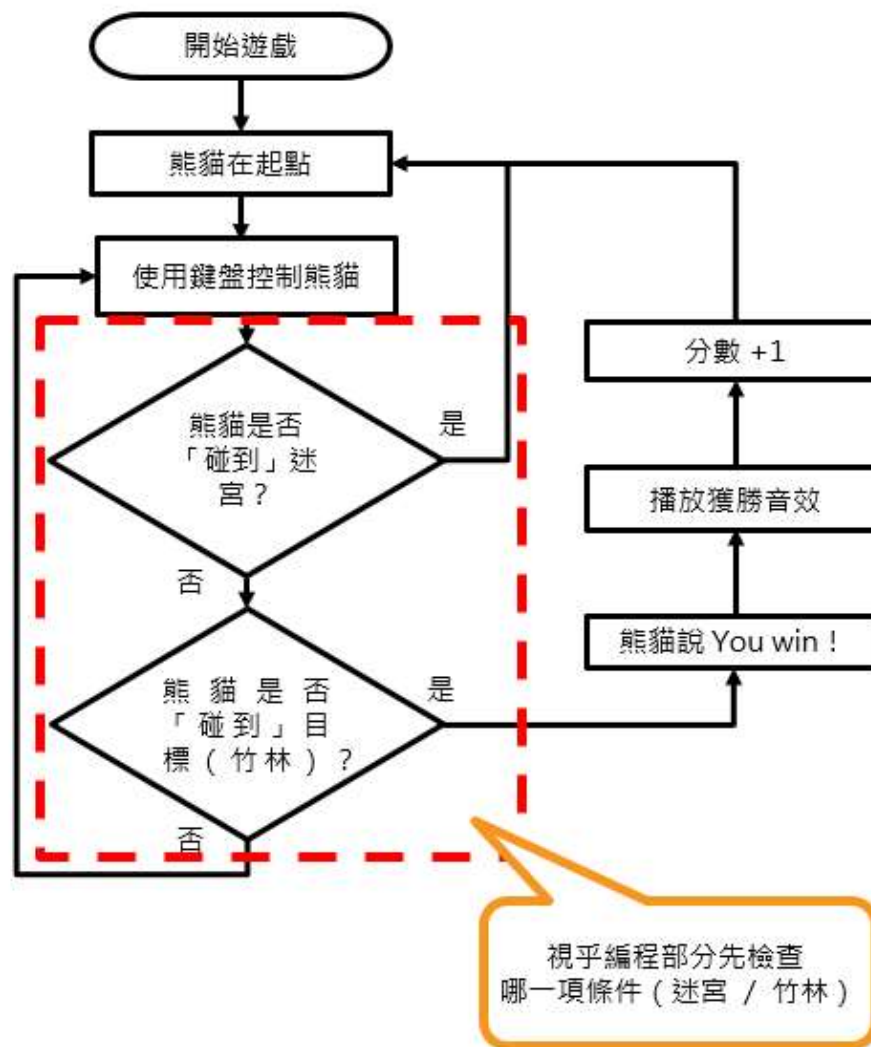 開始遊戲
熊貓在起點
使用鍵盤控制熊貓
熊貓是否
「碰到」迷
宮？
是
否
熊貓是否
「碰到」目
標（竹林）？
是
否
熊貓說 You win！
播放獲勝音效
分數 +1
視乎編程部分先檢查
哪一項條件（迷宮 / 竹林）